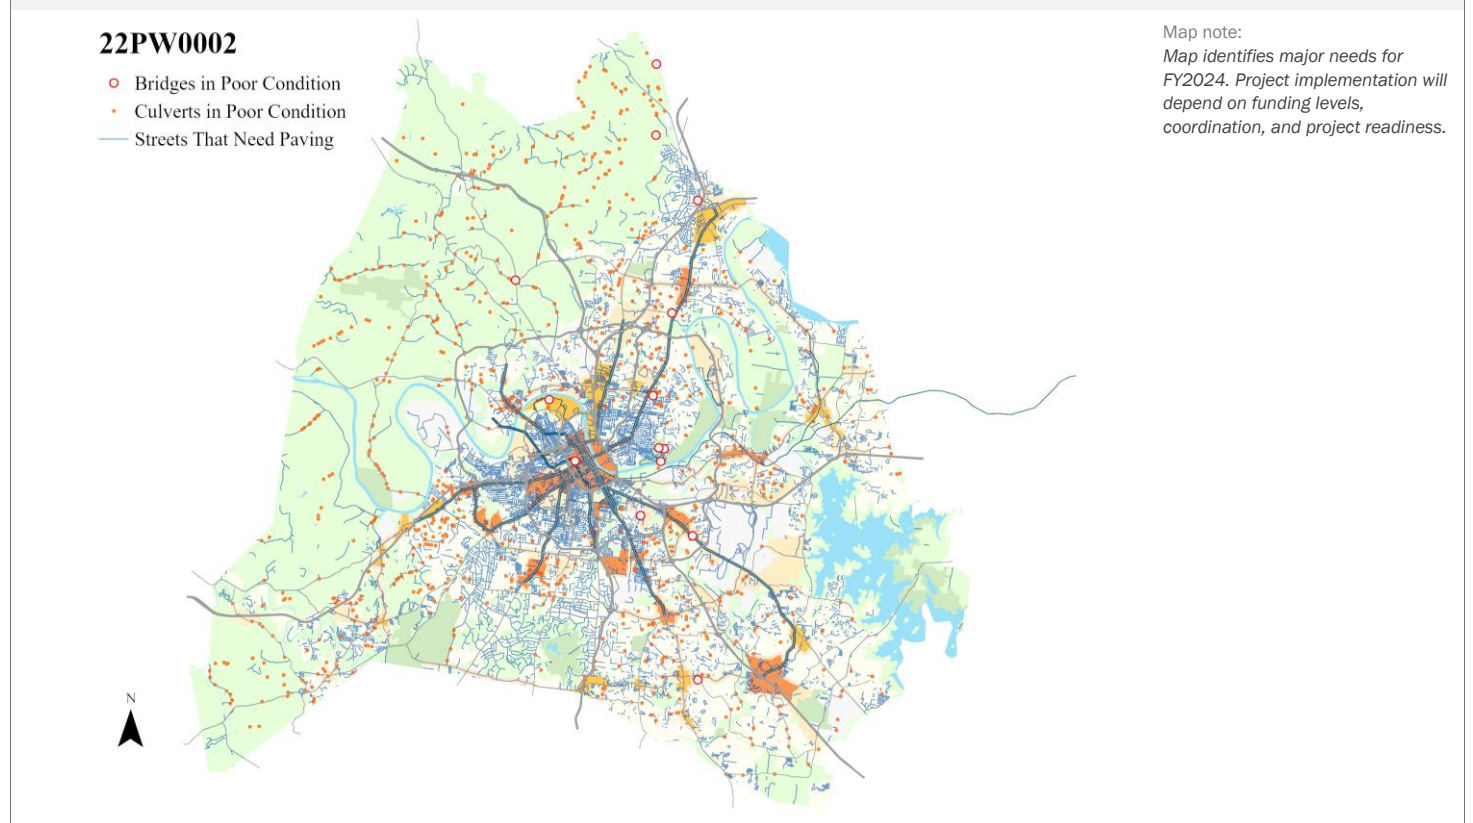 22PW0002
Bridges in Poor Condition
Culverts in Poor Condition
Streets That Need Paving
Map note:
Map identifies major needs for
FY2024. Project implementation will
depend on funding levels,
coordination, and project readiness.
N